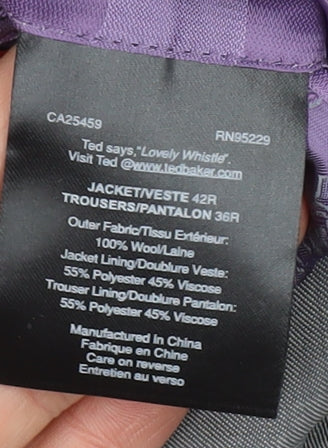 CA25459 RN95229
Ted says,"Lovely Whistle".
Visit Ted @www.tedbaker.com
JACKET/VESTE 42R
TROUSERS/PANTALON 36R
Outer Fabric/Tissu Extérieur:
100% Wool/Laine
Jacket Lining/Doublure Veste:
55% Polyester 45% Viscose
Trouser Lining/Doublure Pantalon:
55% Polyester 45% Viscose
Manufactured In China
Fabrique en Chine
Care on reverse
Entretien au verso